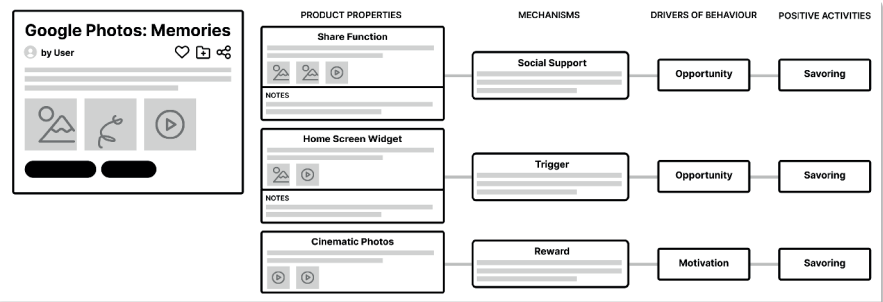 Google Photos: Memories
by User
PRODUCT PROPERTIES
MECHANISMS
DRIVERS OF BEHAVIOUR
POSITIVE ACTIVITIES
Share Function
NOTES
Social Support
Opportunity
Savoring
Home Screen Widget
NOTES
Trigger
Opportunity
Savoring
Cinematic Photos
Reward
Motivation
Savoring